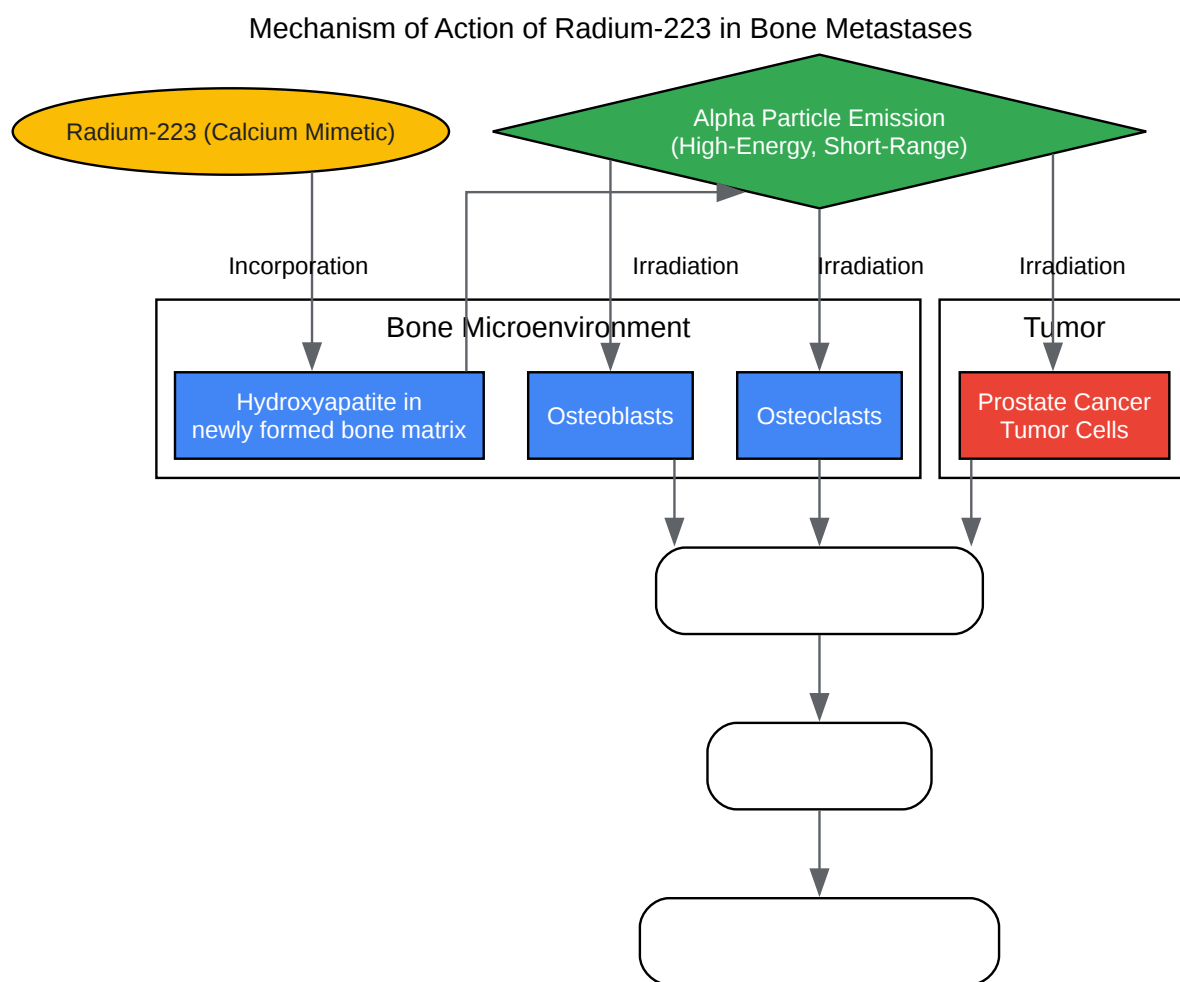 Mechanism of Action of Radium-223 in Bone Metastases
Radium-223 (Calcium Mimetic)
Alpha Particle Emission
(High-Energy, Short-Range)
Incorporation
Irradiation
Irradiation
Irradiation
Bone Microenvironment
Tumor
Hydroxyapatite in
newly formed bone matrix
Osteoblasts
Osteoclasts
Prostate Cancer
Tumor Cells